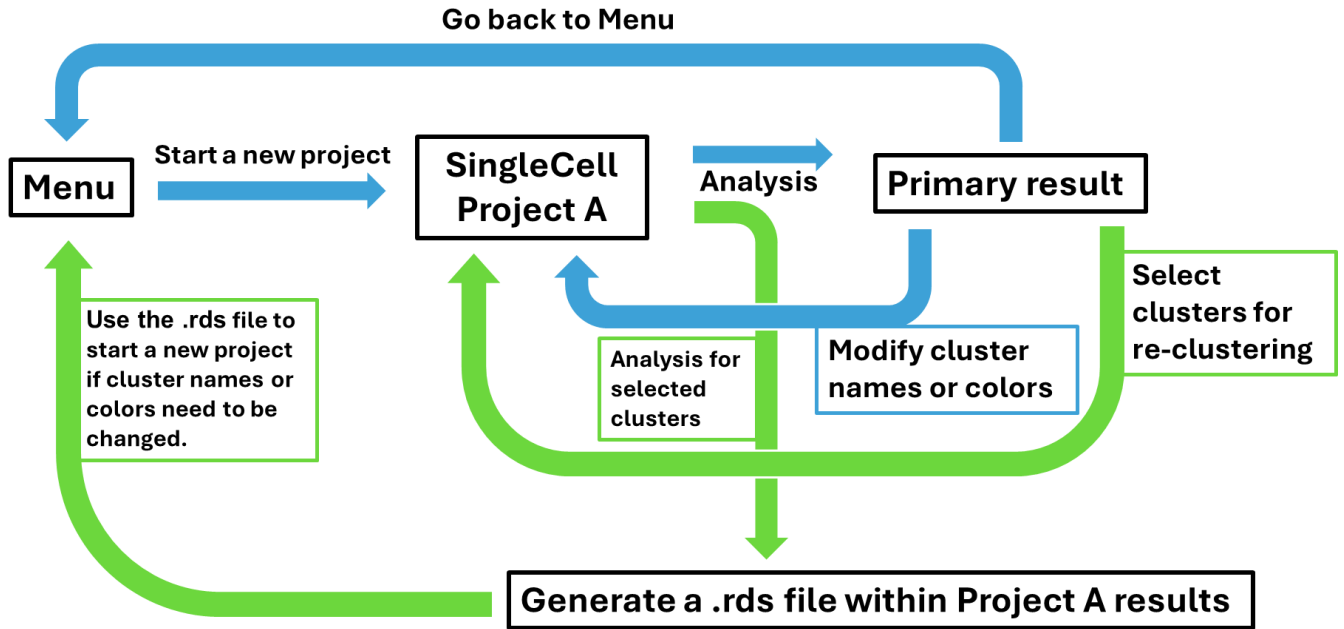 Go back to Menu
Menu
Start a new project
SingleCell
Project A
Analysis
Primary result
Use the .rds file to
start a new project
if cluster names or
colors need to be
changed.
Analysis for
selected
clusters
Modify cluster
names or colors
Select
clusters for
re-clustering
Generate a .rds file within Project A results